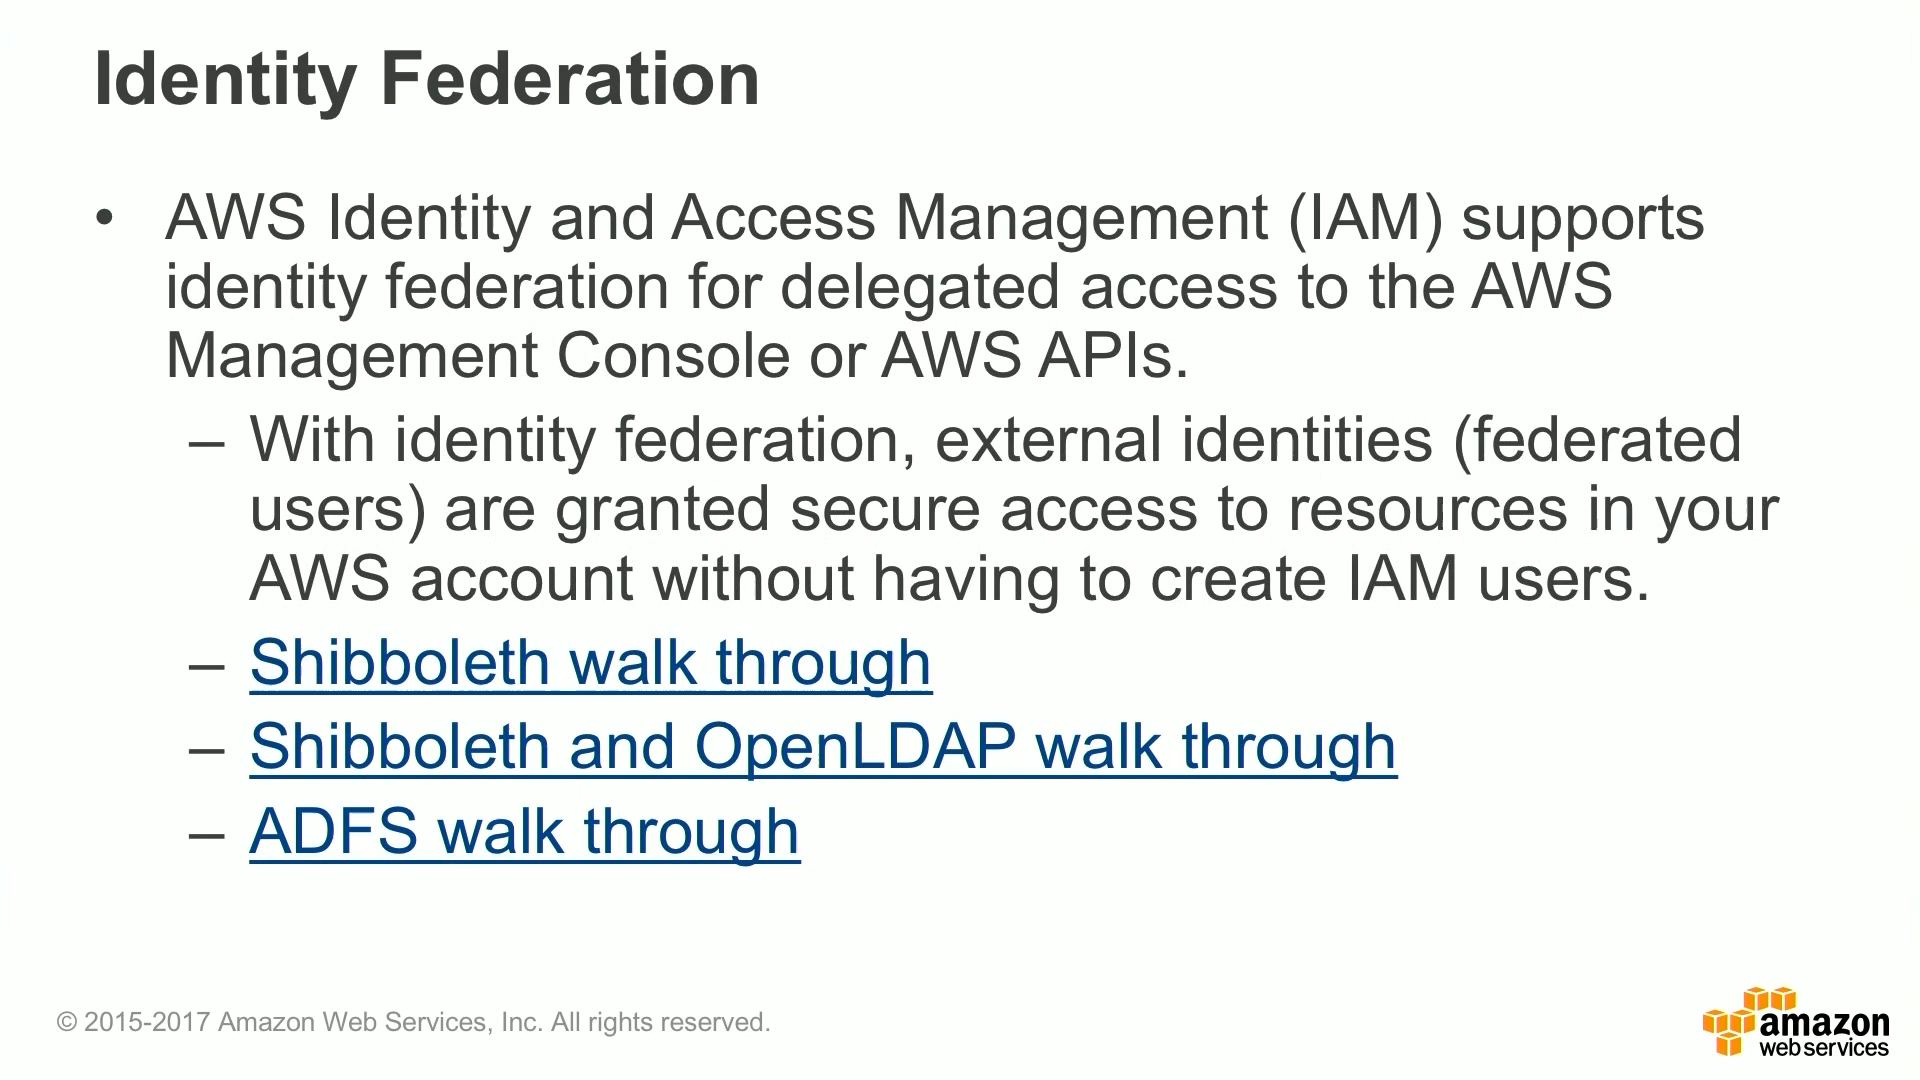 Identity Federation
• AWS Identity and Access Management (IAM) supports
identity federation for delegated access to the AWS
Management Console or AWS APIs.
– With identity federation, external identities (federated
users) are granted secure access to resources in your
AWS account without having to create IAM users.
– Shibboleth walk through
– Shibboleth and OpenLDAP walk through
– ADFS walk through
© 2015-2017 Amazon Web Services, Inc. All rights reserved.
amazon
web services